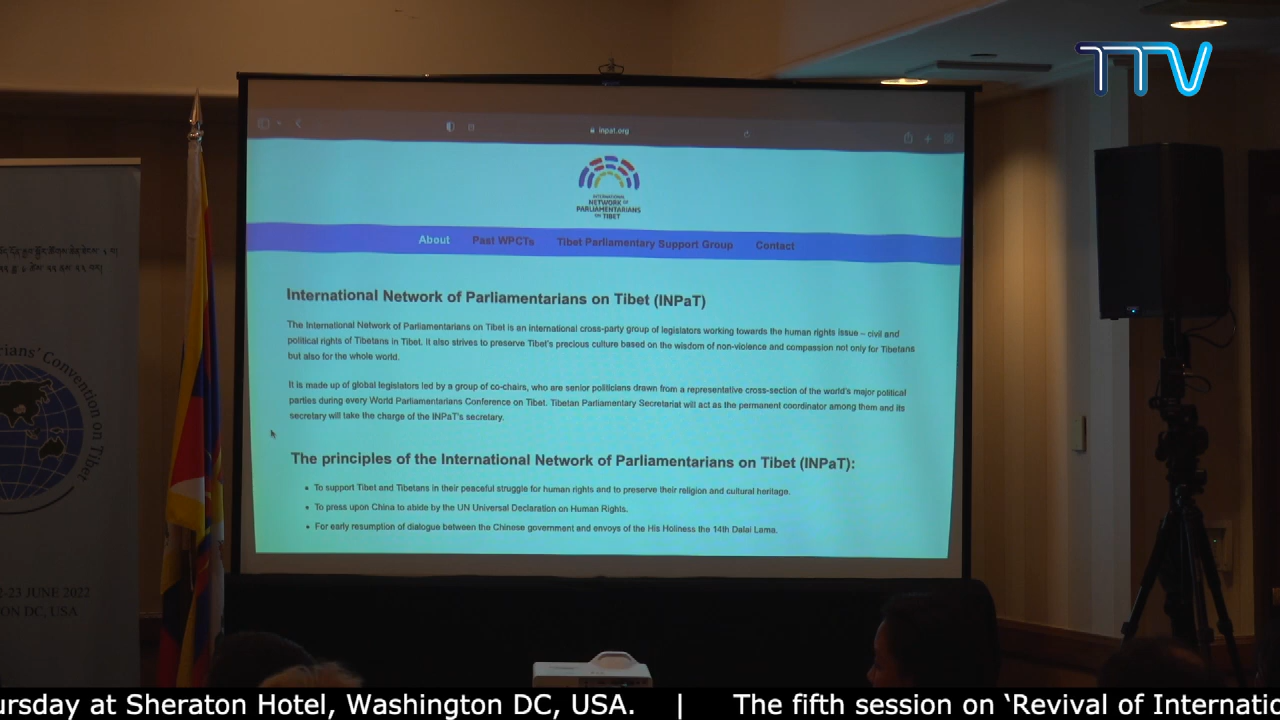 TTV
inpat.org
INTERNATIONAL
NETWORK OF
PARLIAMENTARIANS
ON TIBET
About Past WPCTs Tibet Parliamentary Support Group Contact
International Network of Parliamentarians on Tibet (INPaT)
The International Network of Parliamentarians on Tibet is an international cross-party group of legislators working towards the human rights issue – civil and
political rights of Tibetans in Tibet. It also strives to preserve Tibet's precious culture based on the wisdom of non-violence and compassion not only for Tibetans
but also for the whole world.
It is made up of global legislators led by a group of co-chairs, who are senior politicians drawn from a representative cross-section of the world's major political
parties during every World Parliamentarians Conference on Tibet. Tibetan Parliamentary Secretariat will act as the permanent coordinator among them and its
secretary will take the charge of the INPaT's secretary.
The principles of the International Network of Parliamentarians on Tibet (INPaT):
• To support Tibet and Tibetans in their peaceful struggle for human rights and to preserve their religion and cultural heritage.
• To press upon China to abide by the UN Universal Declaration on Human Rights.
• For early resumption of dialogue between the Chinese government and envoys of the His Holiness the 14th Dalai Lama.
arians' Convention on Tibet
2-23 JUNE 2022
ON DC, USA
ursday at Sheraton Hotel, Washington DC, USA. | The fifth session on ‘Revival of Internatio